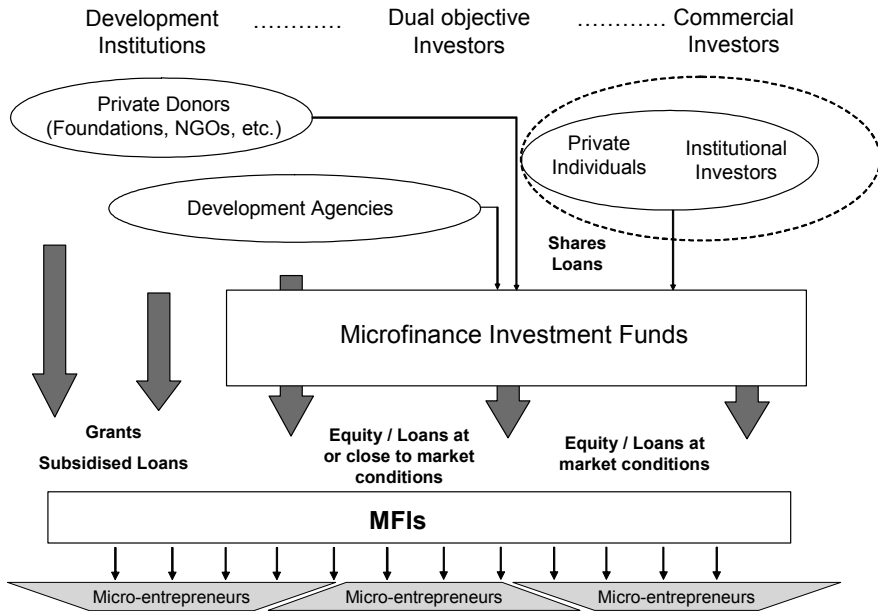 Development
Institutions
............
Dual objective
Investors
............
Commercial
Investors
Private Donors
(Foundations, NGOs, etc.)
Private
Individuals
Institutional
Investors
Development Agencies
Shares
Loans
Microfinance Investment Funds
Grants
Subsidised Loans
Equity / Loans at
or close to market
conditions
Equity / Loans at
market conditions
MFIs
Micro-entrepreneurs
Micro-entrepreneurs
Micro-entrepreneurs